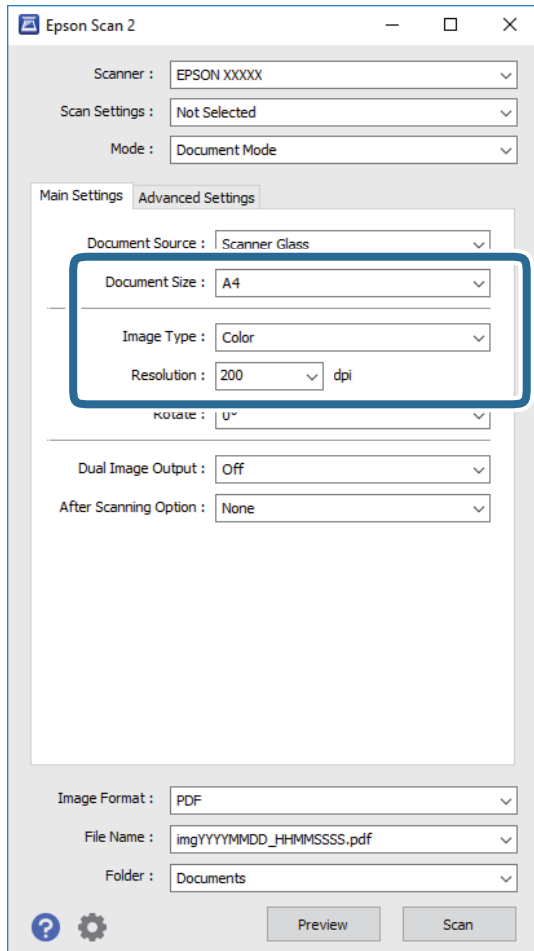 Epson Scan 2
Scanner : EPSON XXXXX
Scan Settings : Not Selected
Mode : Document Mode
Main Settings Advanced Settings
Document Source : Scanner Glass
Document Size : A4
Image Type : Color
Resolution : 200 dpi
Rotate : 0°
Dual Image Output : Off
After Scanning Option : None
Image Format : PDF
File Name : imgYYYYMMDD_HHMMSSSS.pdf
Folder : Documents
? Preview Scan